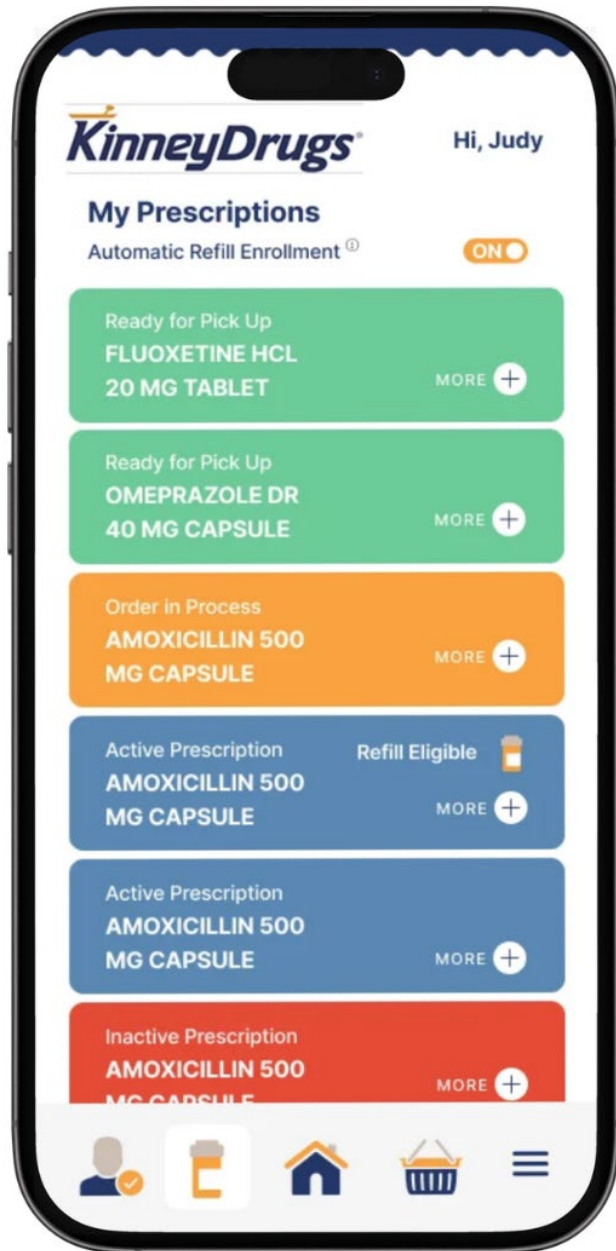 KinneyDrugs®
Hi, Judy
My Prescriptions
Automatic Refill Enrollment ⓘ
ON
Ready for Pick Up
FLUOXETINE HCL
20 MG TABLET
MORE +
Ready for Pick Up
OMEPRAZOLE DR
40 MG CAPSULE
MORE +
Order in Process
AMOXICILLIN 500
MG CAPSULE
MORE +
Active Prescription
Refill Eligible
AMOXICILLIN 500
MG CAPSULE
MORE +
Active Prescription
AMOXICILLIN 500
MG CAPSULE
MORE +
Inactive Prescription
AMOXICILLIN 500
MG CAPSULE
MORE +